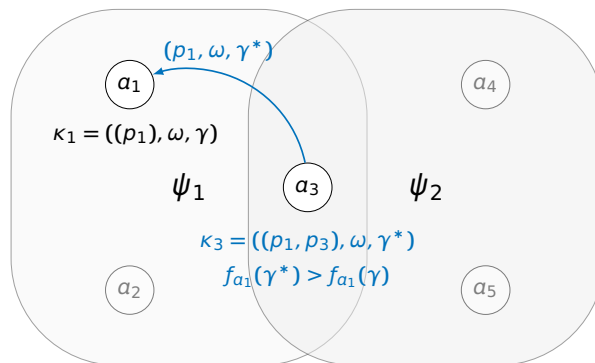 (p₁, ω, γ*)
a₁
a₄
κ₁ = ((p₁), ω, γ)
ψ₁
a₃
ψ₂
κ₃ = ((p₁, p₃), ω, γ*)
f_{a₁}(γ*) > f_{a₁}(γ)
a₂
a₅